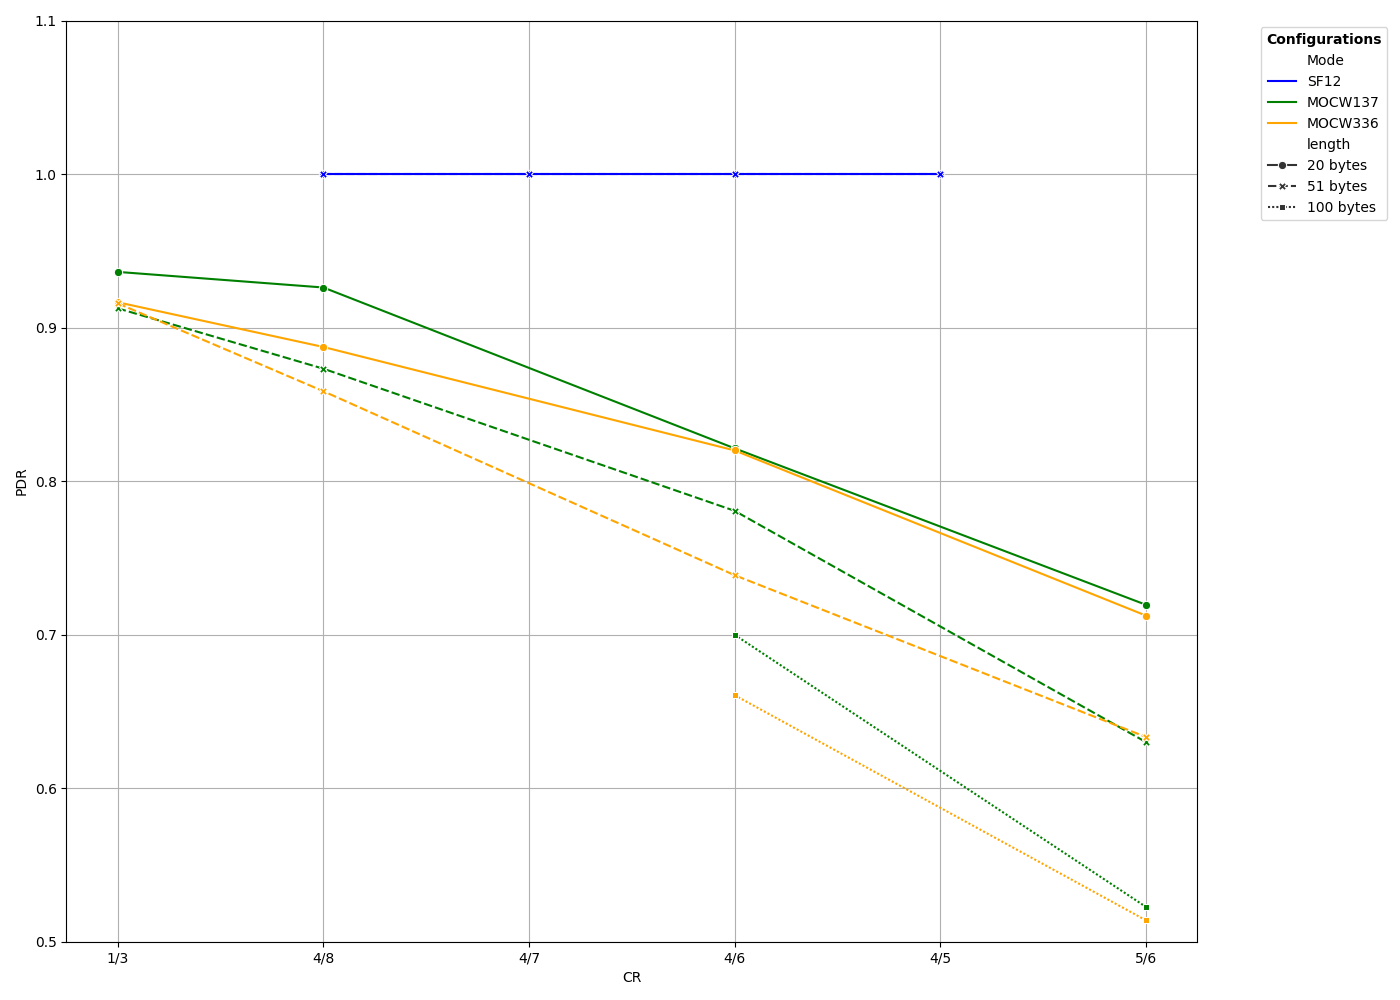 1.1
1.0
0.9
0.8
0.7
0.6
0.5
PDR
1/3
4/8
4/7
4/6
4/5
5/6
CR
Configurations
Mode
SF12
MOCW137
MOCW336
length
20 bytes
51 bytes
100 bytes